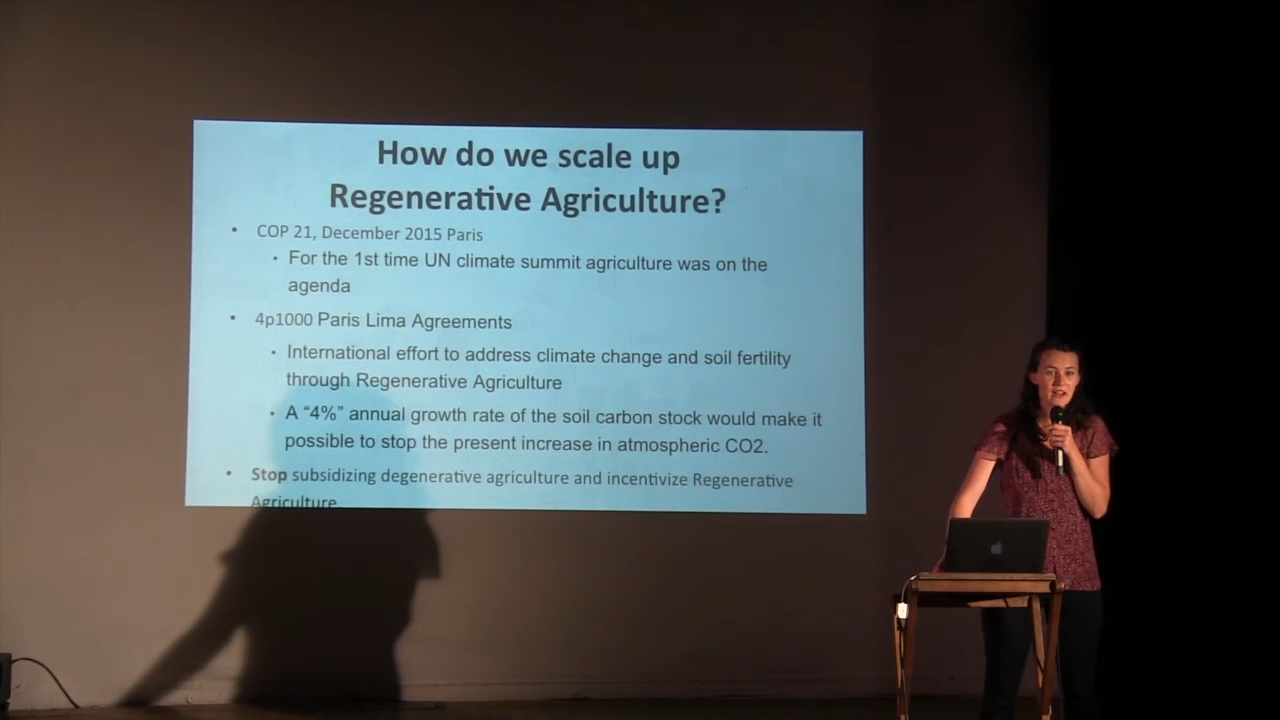 How do we scale up
Regenerative Agriculture?
• COP 21, December 2015 Paris
• For the 1st time UN climate summit agriculture was on the
agenda
• 4p1000 Paris Lima Agreements
• International effort to address climate change and soil fertility
through Regenerative Agriculture
• A “4%” annual growth rate of the soil carbon stock would make it
possible to stop the present increase in atmospheric CO2.
• Stop subsidizing degenerative agriculture and incentivize Regenerative
Agriculture.